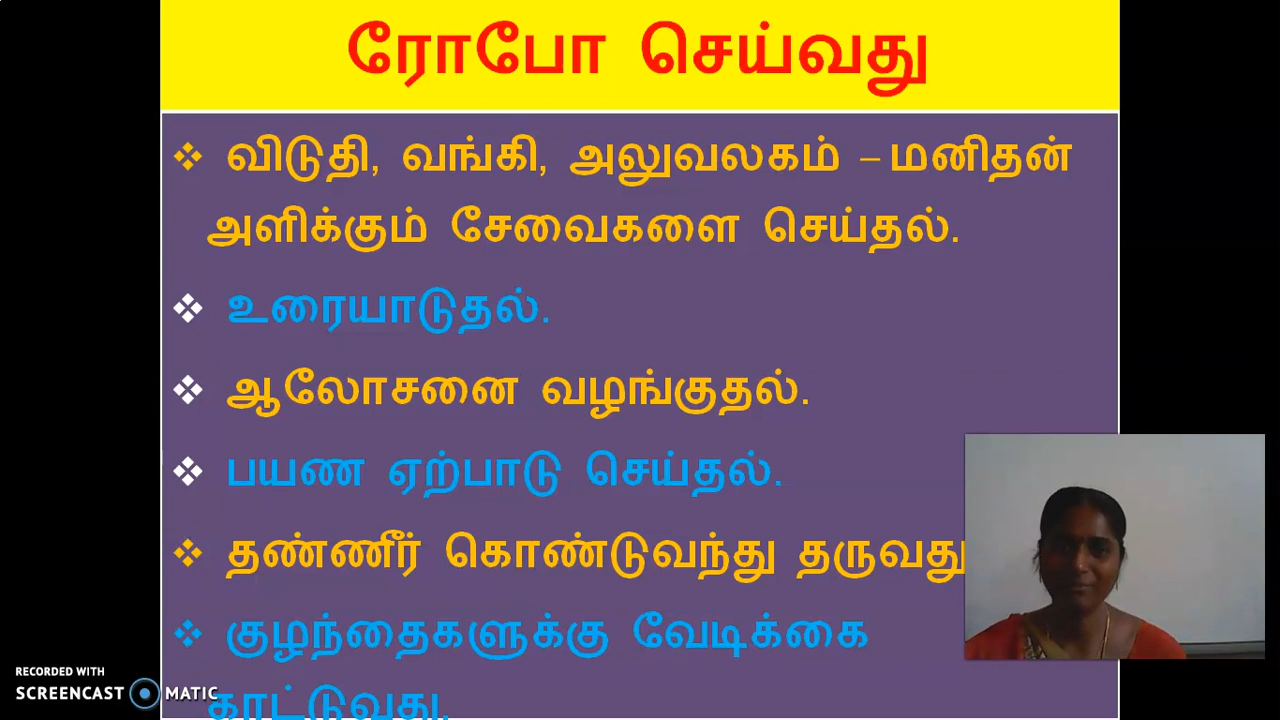 ரோபோ செய்வது
❖ விடுதி, வங்கி, அலுவலகம் – மனிதன்
அளிக்கும் சேவைகளை செய்தல்.
❖ உரையாடுதல்.
❖ ஆலோசனை வழங்குதல்.
❖ பயண ஏற்பாடு செய்தல்.
❖ தண்ணீர் கொண்டுவந்து தருவது
❖ குழந்தைகளுக்கு வேடிக்கை
காட்டுவது.
RECORDED WITH
SCREENCAST MATIC